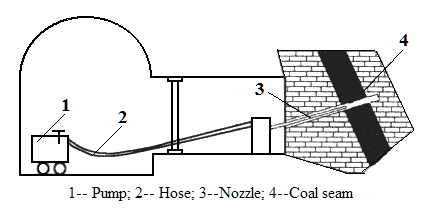 4
1
3
2
1-- Pump; 2-- Hose; 3--Nozzle; 4--Coal seam